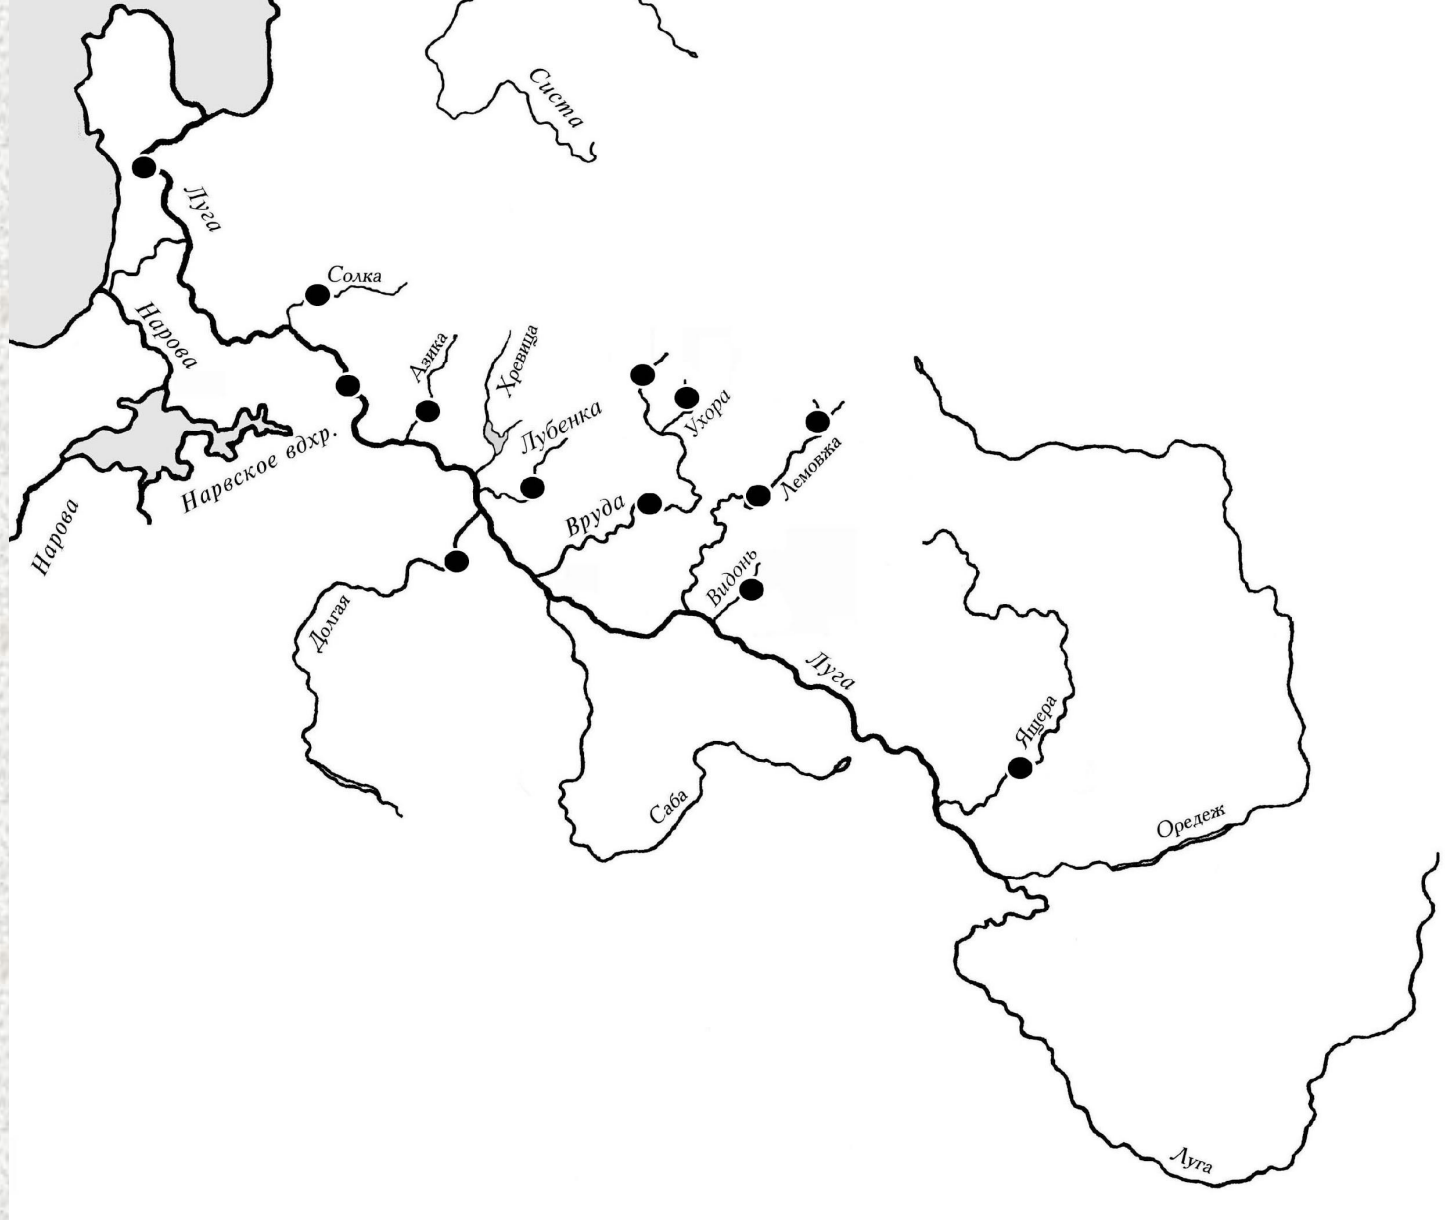 Систа
Луга
Солка
Нарова
Азика
Хревица
Лубенка
Ухора
Нарвское вдхр.
Лемовжа
Вруда
Нарова
Видонь
Долгая
Луга
Ящера
Саба
Оредеж
Луга